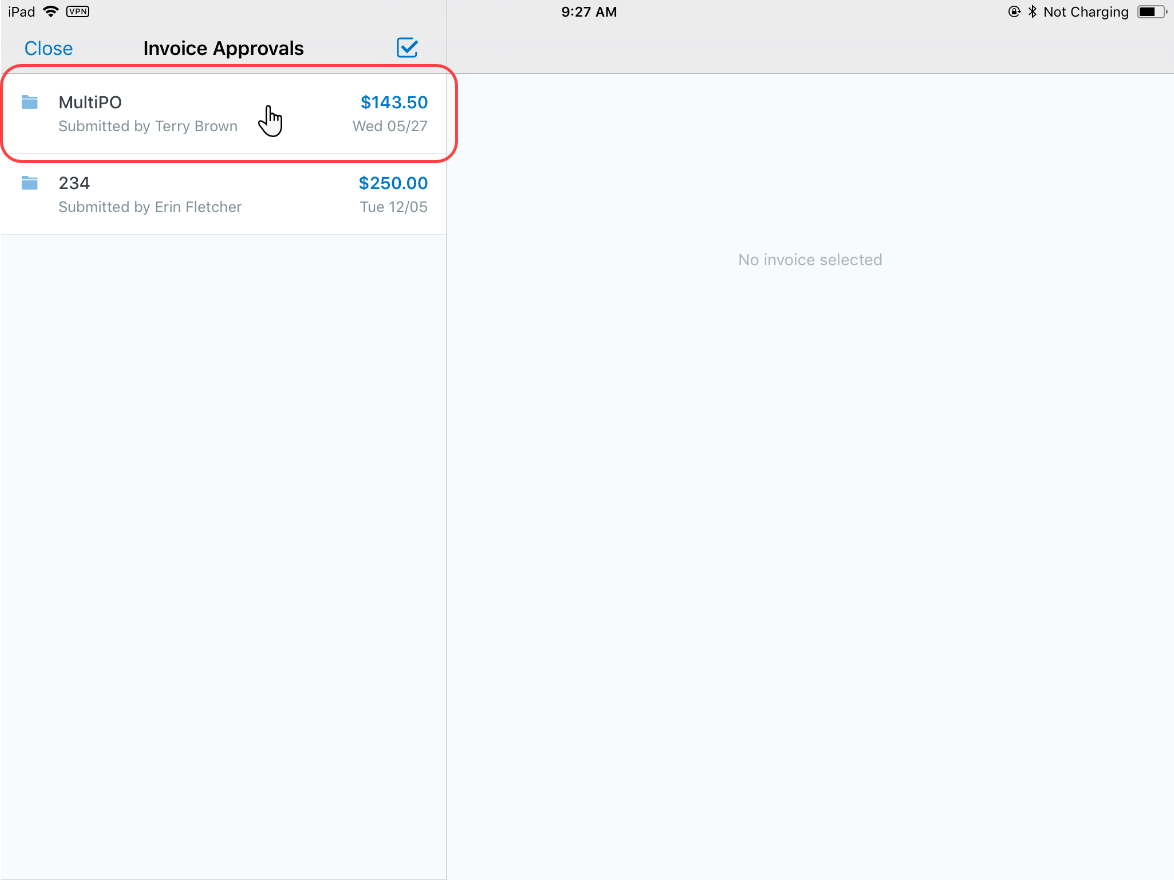 iPad VPN 9:27 AM Not Charging
Close Invoice Approvals
MultiPO $143.50
Submitted by Terry Brown Wed 05/27
234 $250.00
Submitted by Erin Fletcher Tue 12/05
No invoice selected